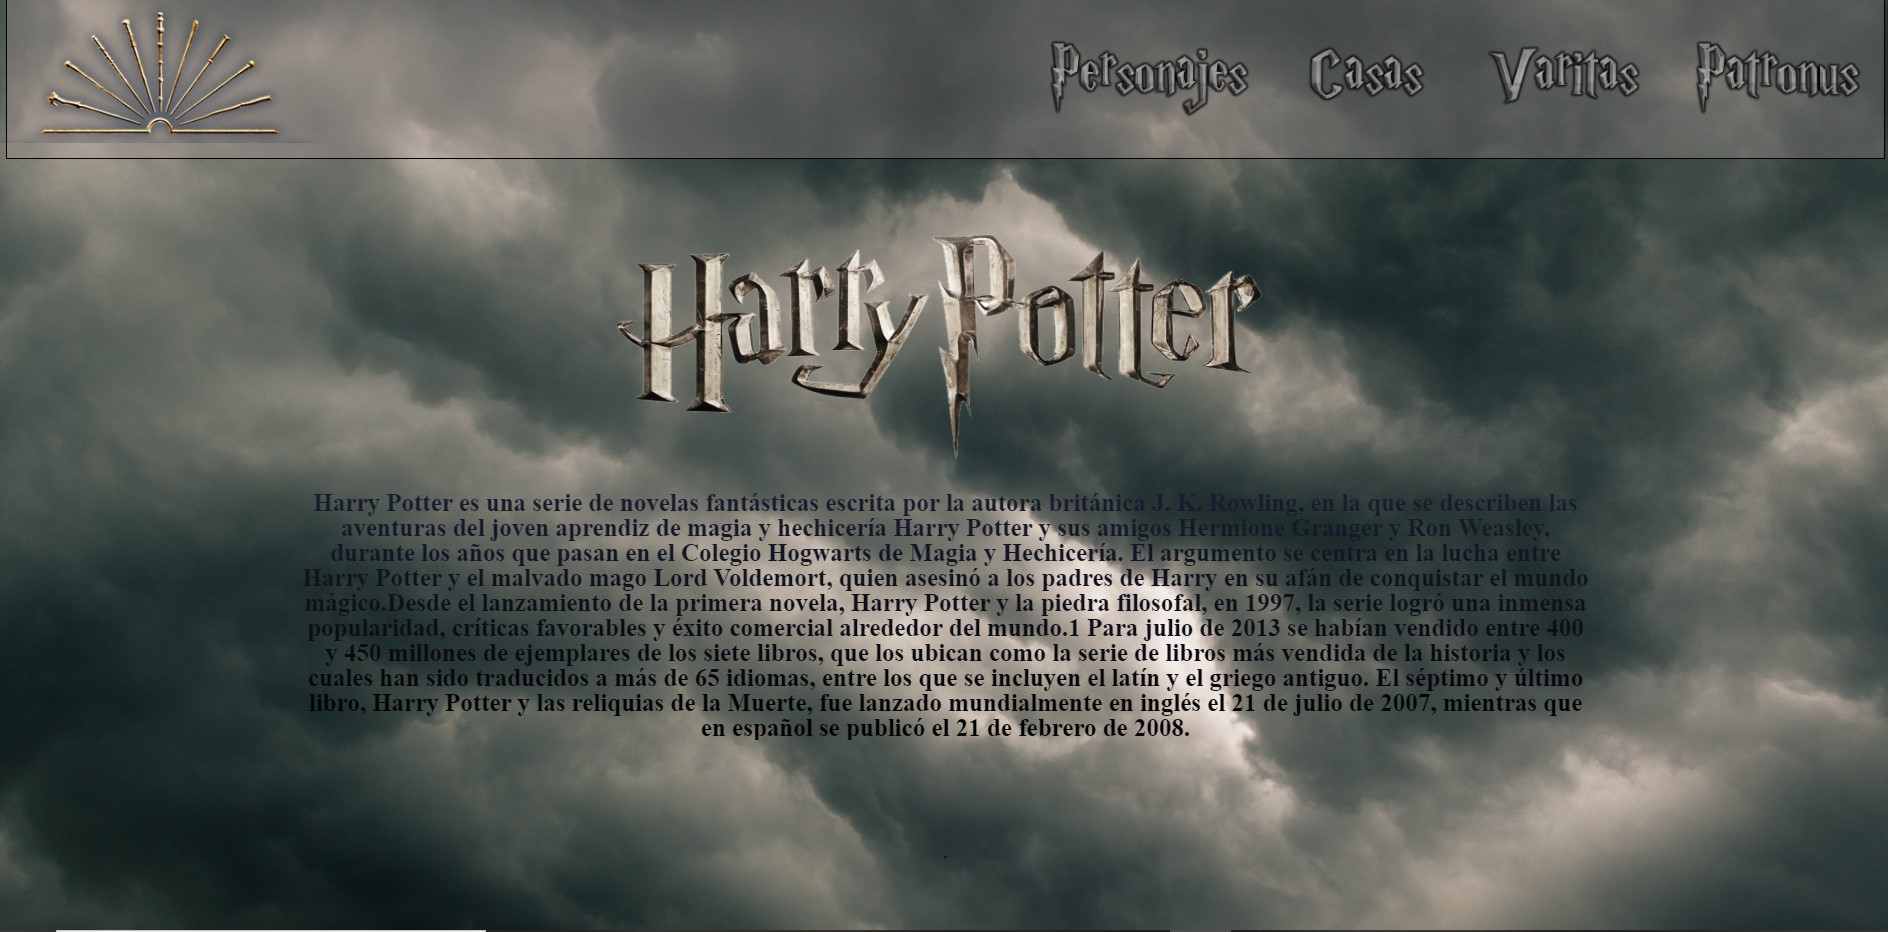 Personajes Casas Varitas Patronus
Harry Potter
Harry Potter es una serie de novelas fantásticas escrita por la autora británica J. K. Rowling, en la que se describen las
aventuras del joven aprendiz de magia y hechicería Harry Potter y sus amigos Hermione Granger y Ron Weasley,
durante los años que pasan en el Colegio Hogwarts de Magia y Hechicería. El argumento se centra en la lucha entre
Harry Potter y el malvado mago Lord Voldemort, quien asesinó a los padres de Harry en su afán de conquistar el mundo
mágico.Desde el lanzamiento de la primera novela, Harry Potter y la piedra filosofal, en 1997, la serie logró una inmensa
popularidad, críticas favorables y éxito comercial alrededor del mundo.1 Para julio de 2013 se habían vendido entre 400
y 450 millones de ejemplares de los siete libros, que los ubican como la serie de libros más vendida de la historia y los
cuales han sido traducidos a más de 65 idiomas, entre los que se incluyen el latín y el griego antiguo. El séptimo y último
libro, Harry Potter y las reliquias de la Muerte, fue lanzado mundialmente en inglés el 21 de julio de 2007, mientras que
en español se publicó el 21 de febrero de 2008.
.